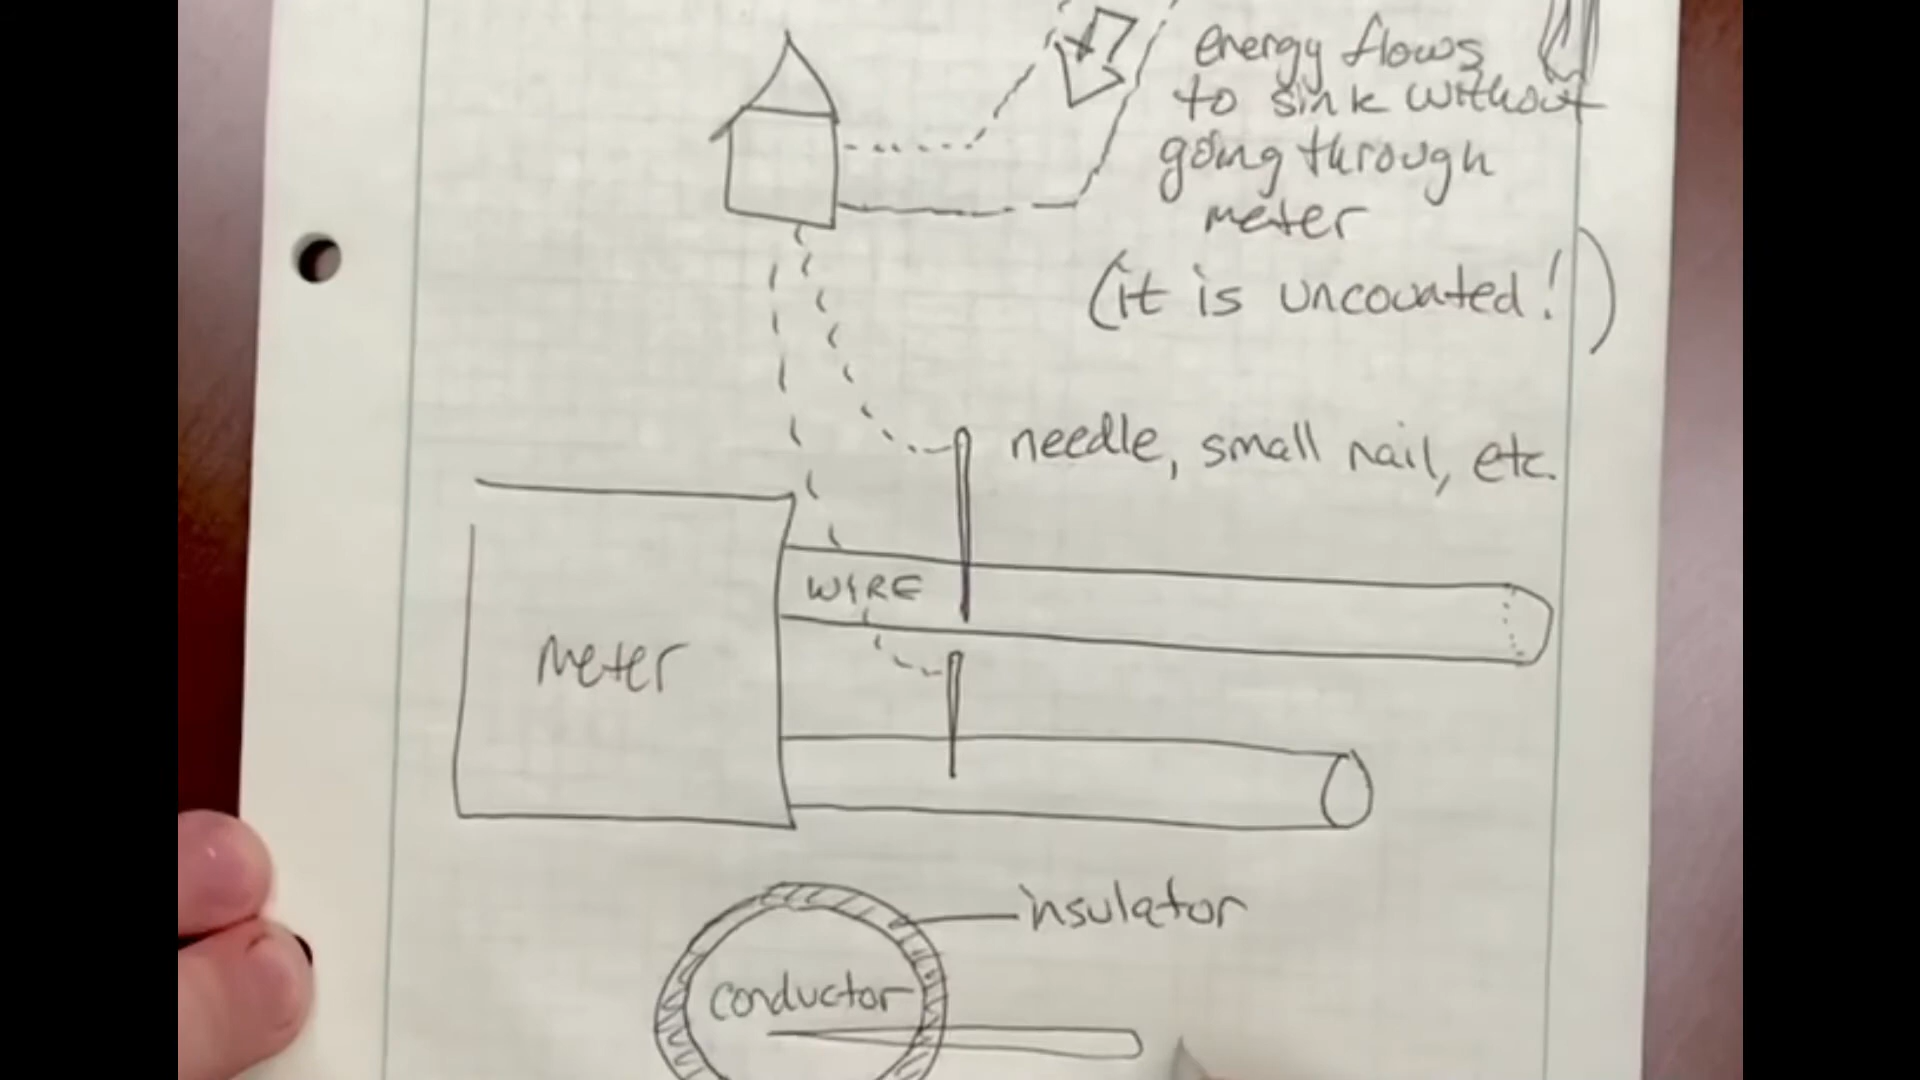 energy flows
to sink without
going through
meter
(it is uncounted!)
needle, small nail, etc.
WIRE
meter
insulator
conductor